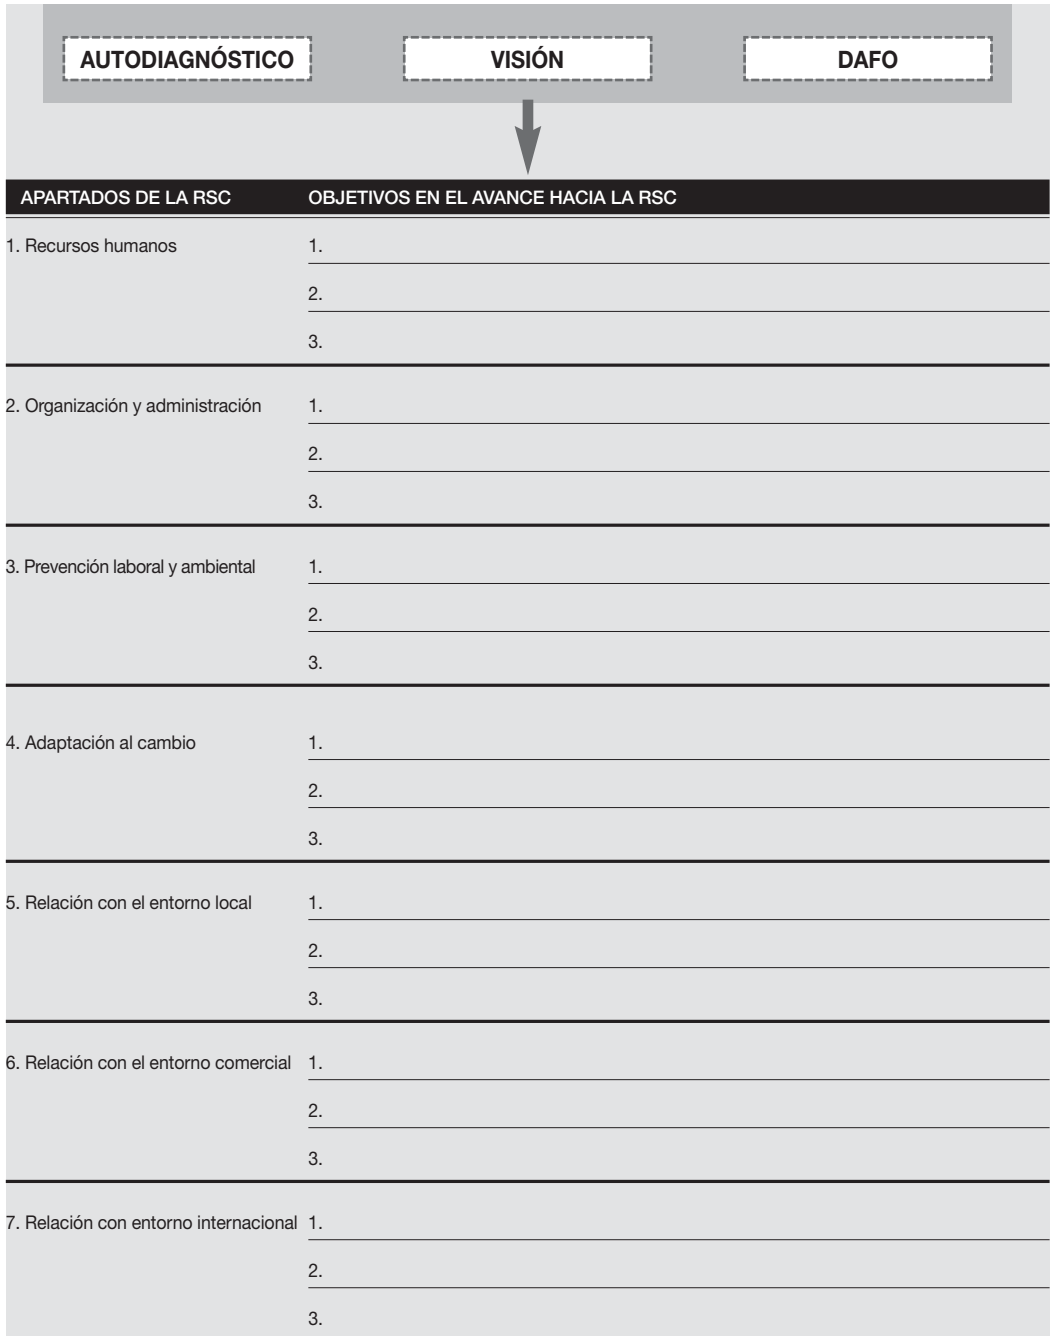 AUTODIAGNÓSTICO VISIÓN DAFO
APARTADOS DE LA RSC OBJETIVOS EN EL AVANCE HACIA LA RSC
1. Recursos humanos 1.
2.
3.
2. Organización y administración 1.
2.
3.
3. Prevención laboral y ambiental 1.
2.
3.
4. Adaptación al cambio 1.
2.
3.
5. Relación con el entorno local 1.
2.
3.
6. Relación con el entorno comercial 1.
2.
3.
7. Relación con entorno internacional 1.
2.
3.